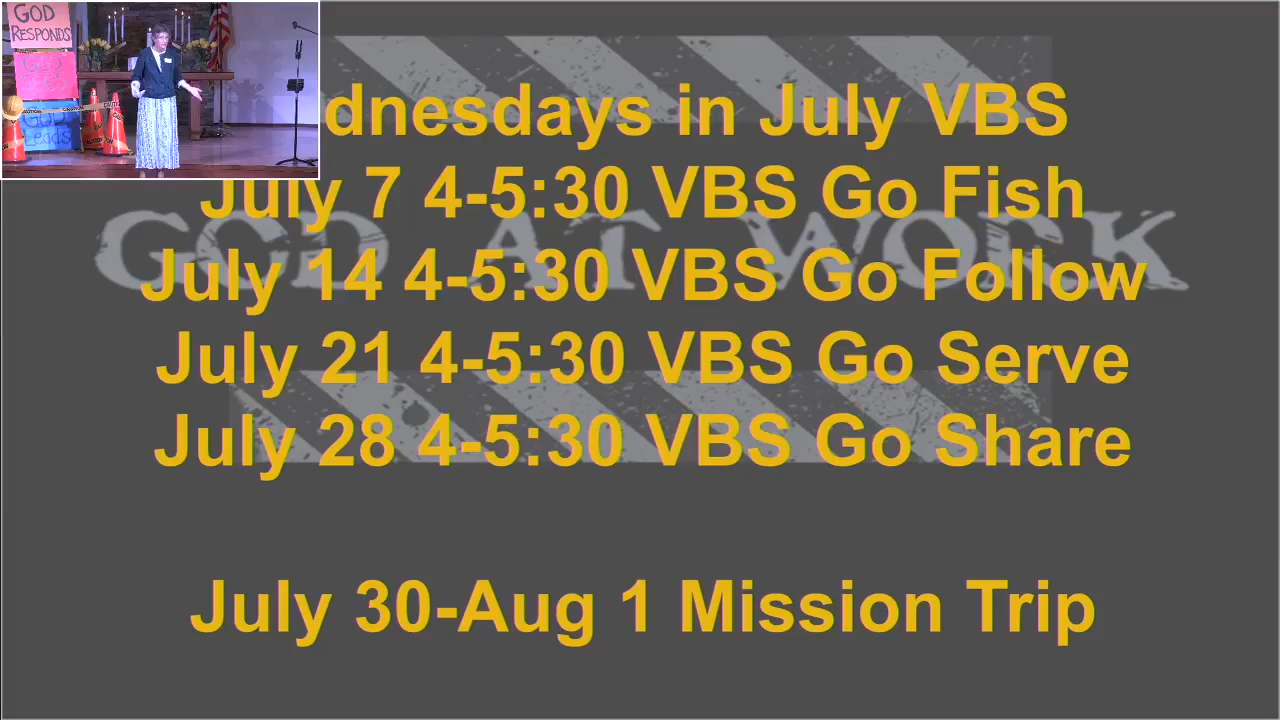 GOD
RESPONDS
GOD
Leads
dnesdays in July VBS
July 7 4-5:30 VBS Go Fish
GOD AT WORK
July 14 4-5:30 VBS Go Follow
July 21 4-5:30 VBS Go Serve
July 28 4-5:30 VBS Go Share
July 30-Aug 1 Mission Trip